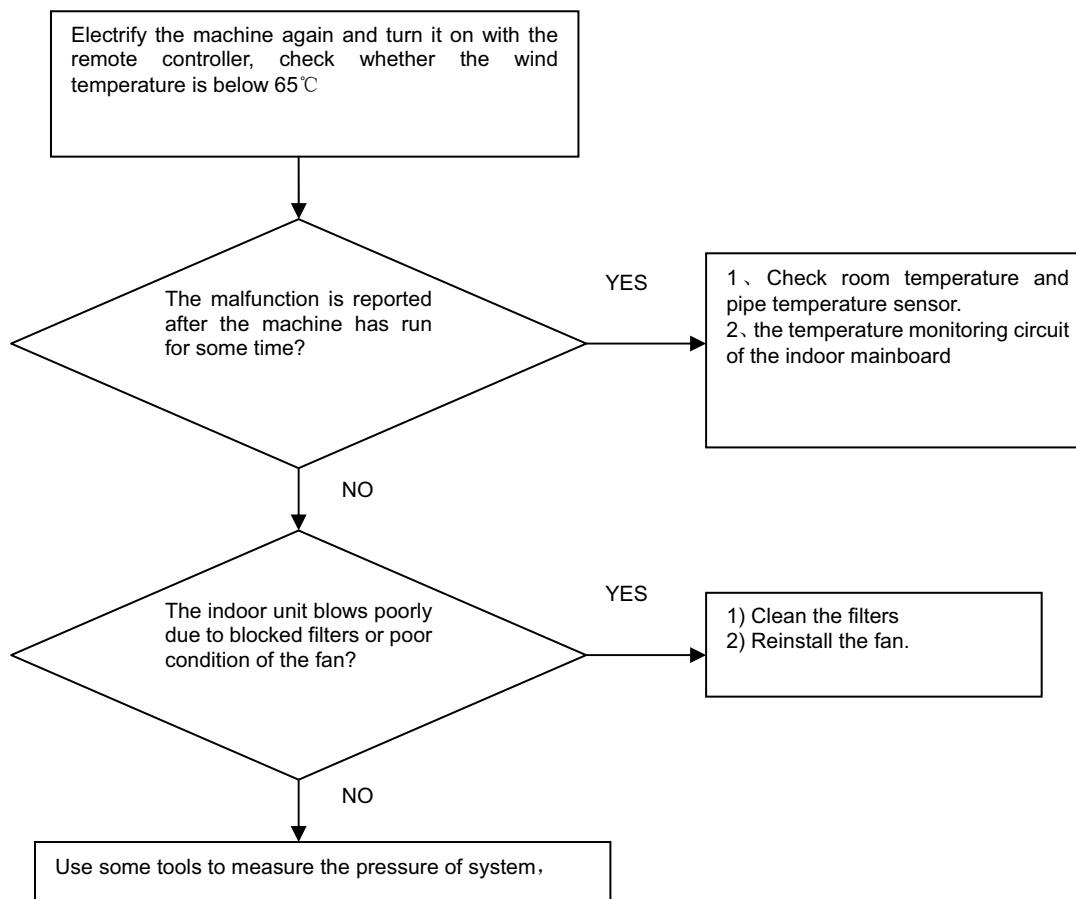 Electrify the machine again and turn it on with the
remote controller, check whether the wind
temperature is below 65℃
The malfunction is reported
after the machine has run
for some time?
YES
1、Check room temperature and
pipe temperature sensor.
2、the temperature monitoring circuit
of the indoor mainboard
NO
The indoor unit blows poorly
due to blocked filters or poor
condition of the fan?
YES
1) Clean the filters
2) Reinstall the fan.
NO
Use some tools to measure the pressure of system，